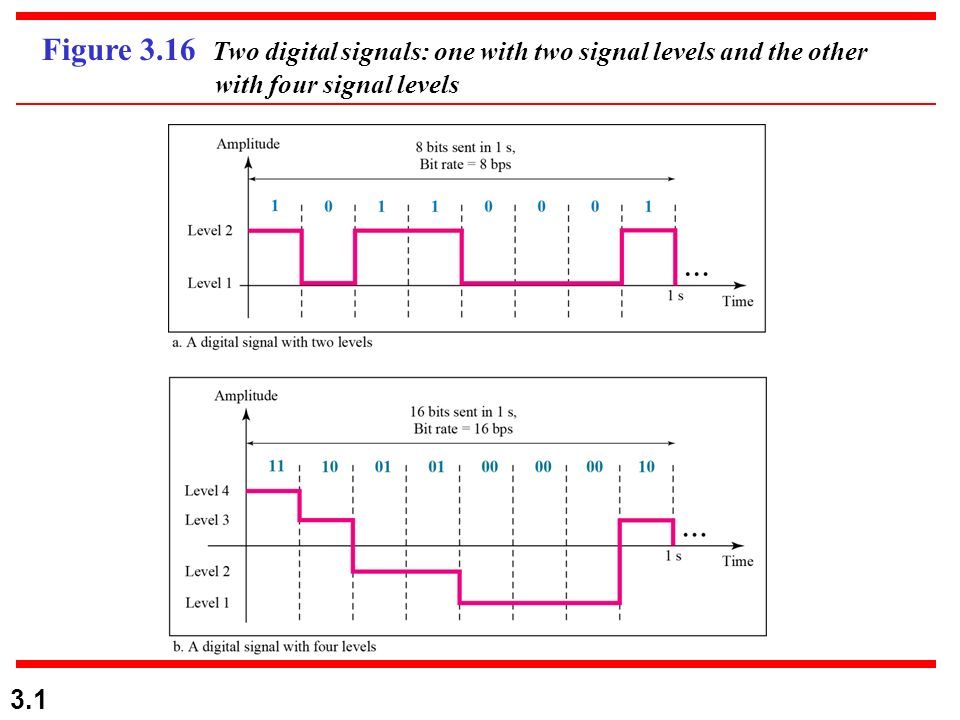 Figure 3.16 Two digital signals: one with two signal levels and the other
with four signal levels
Amplitude
8 bits sent in 1 s,
Bit rate = 8 bps
1 0 1 1 0 0 0 1
Level 2
Level 1
...
1 s
Time
a. A digital signal with two levels
Amplitude
16 bits sent in 1 s,
Bit rate = 16 bps
11 10 01 01 00 00 00 10
Level 4
Level 3
...
1 s
Time
Level 2
Level 1
b. A digital signal with four levels
3.1